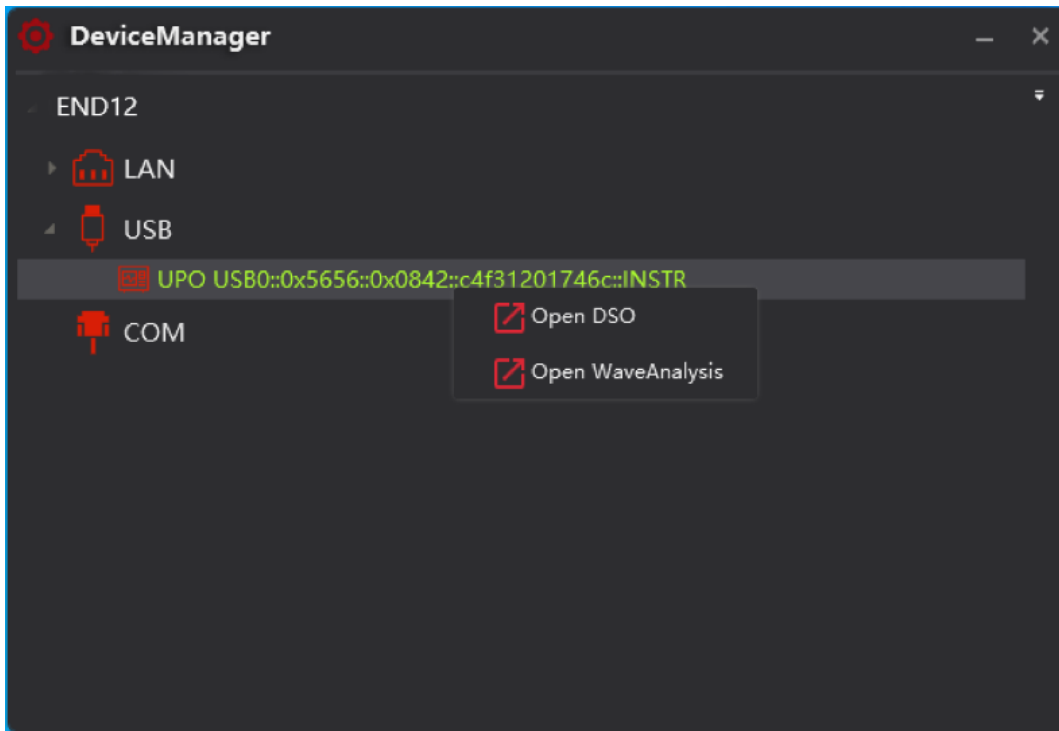 DeviceManager
END12
LAN
USB
UPO USB0::0x5656::0x0842::c4f31201746c::INSTR
Open DSO
COM
Open WaveAnalysis